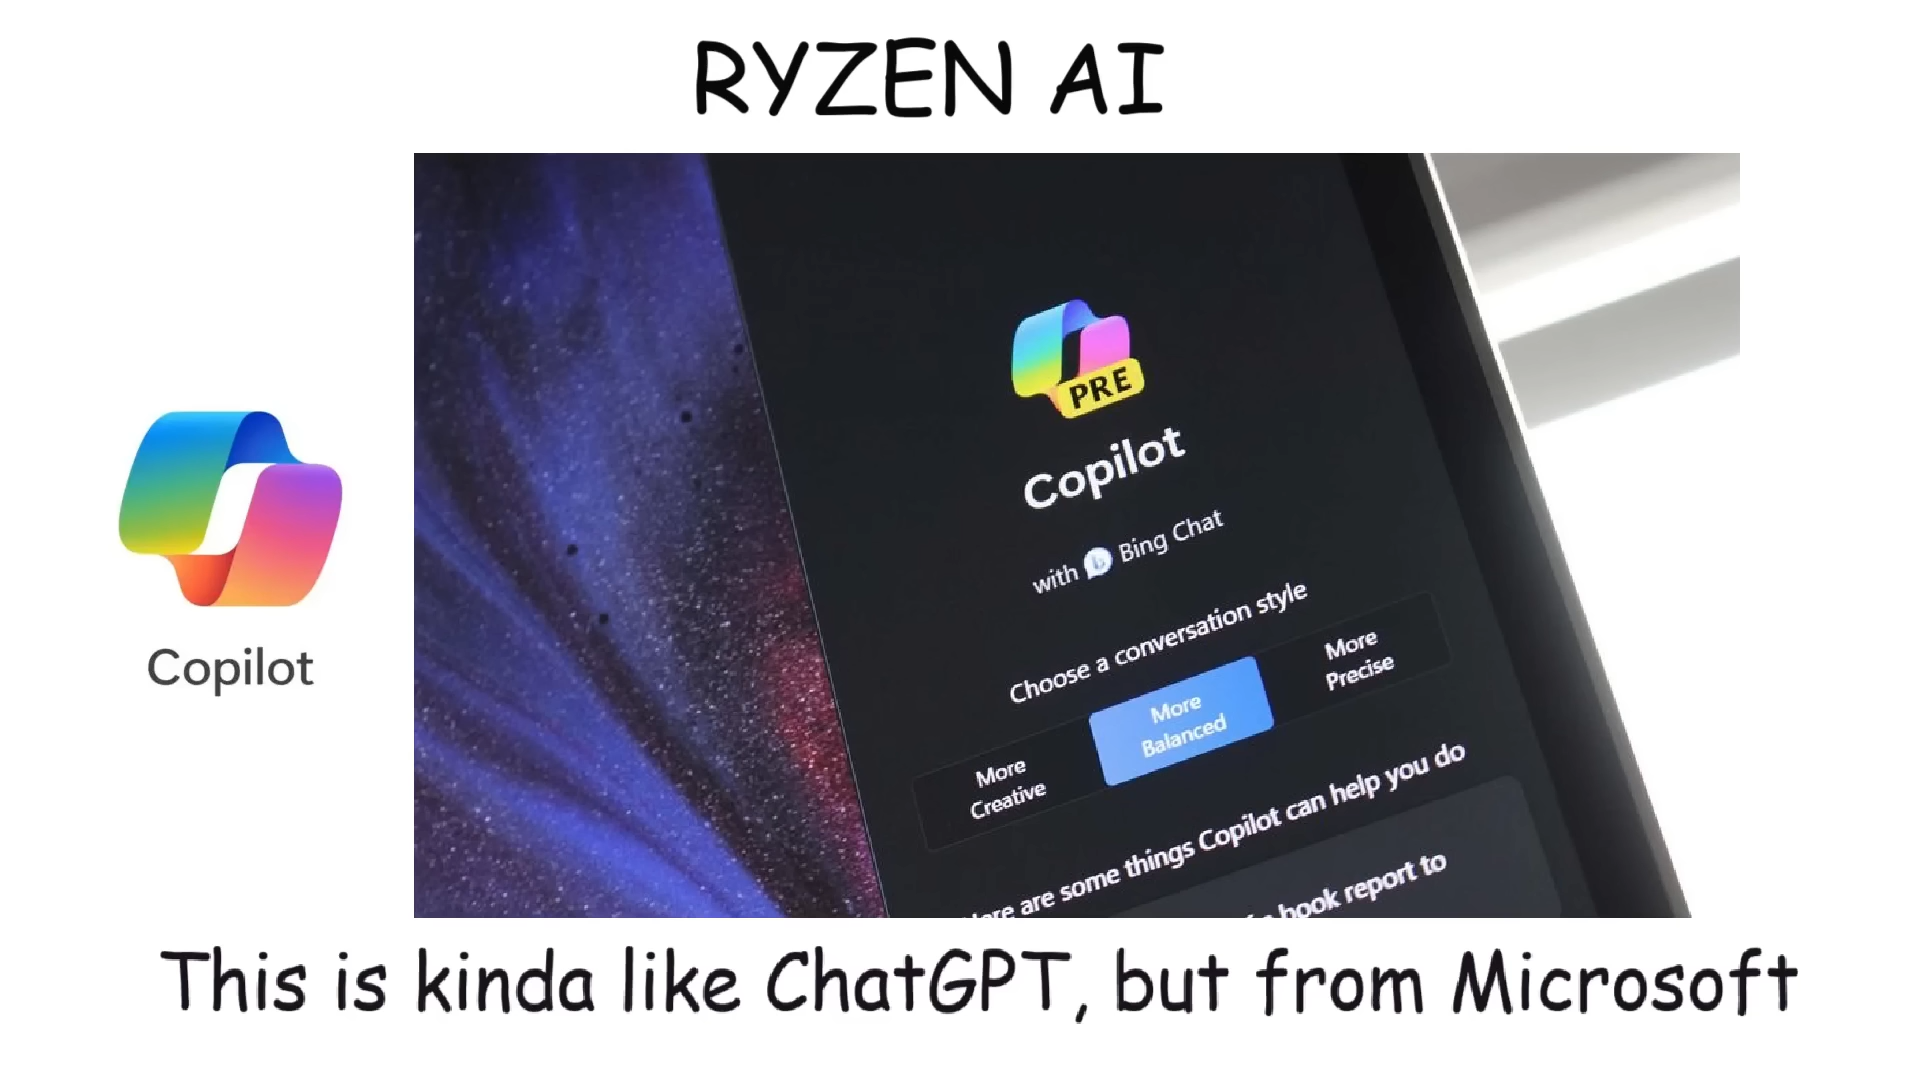 RYZEN AI
PRE
Copilot
with Bing Chat
Choose a conversation style
More
Creative
More
Balanced
More
Precise
are some things Copilot can help you do
book report to
Copilot
This is kinda like ChatGPT, but from Microsoft